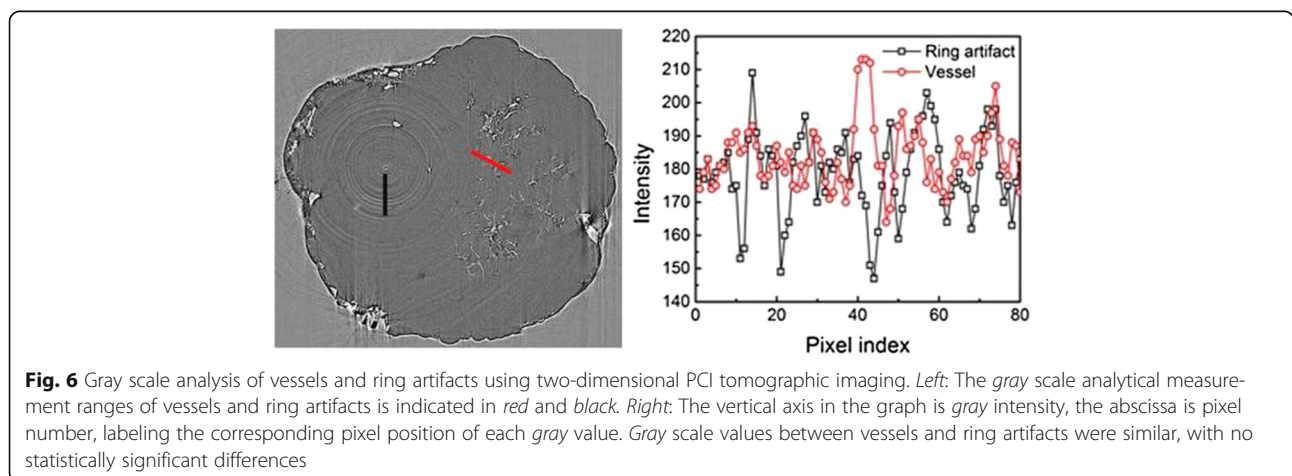 220
210
200
190
180
170
160
150
140
Intensity
Ring artifact
Vessel
0 20 40 60 80
Pixel index
Fig. 6 Gray scale analysis of vessels and ring artifacts using two-dimensional PCI tomographic imaging. Left: The gray scale analytical measure-
ment ranges of vessels and ring artifacts is indicated in red and black. Right: The vertical axis in the graph is gray intensity, the abscissa is pixel
number, labeling the corresponding pixel position of each gray value. Gray scale values between vessels and ring artifacts were similar, with no
statistically significant differences